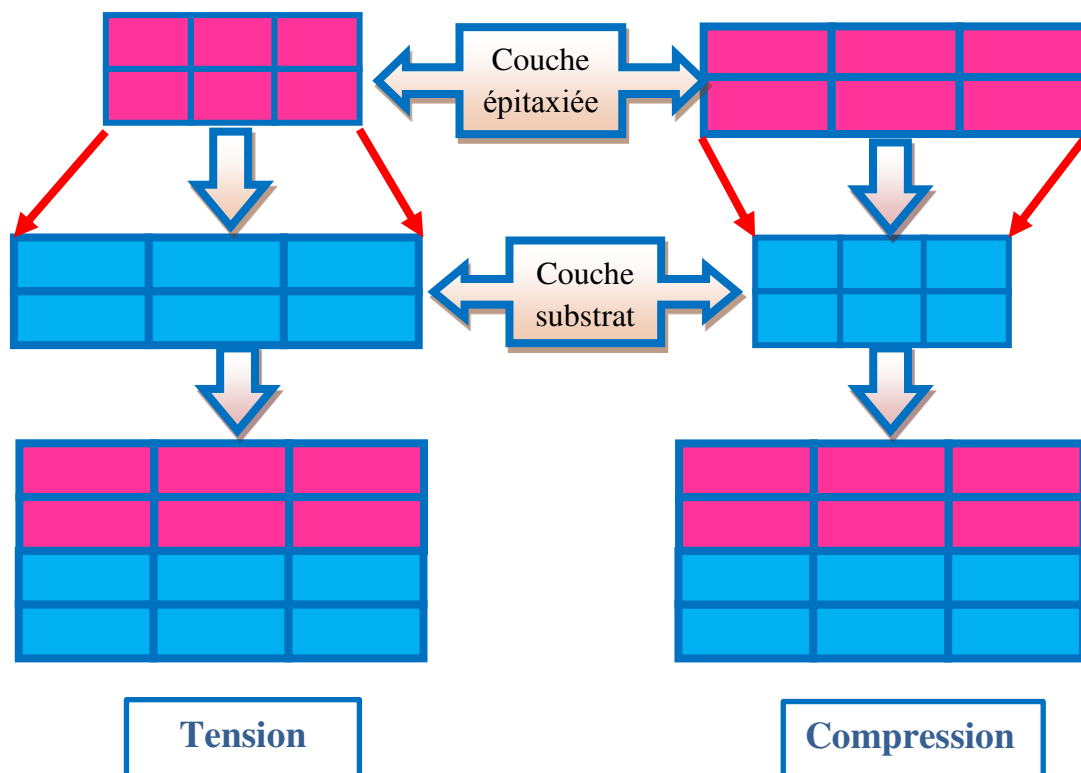 Couche
épitaxiée
Couche
substrat
Tension
Compression